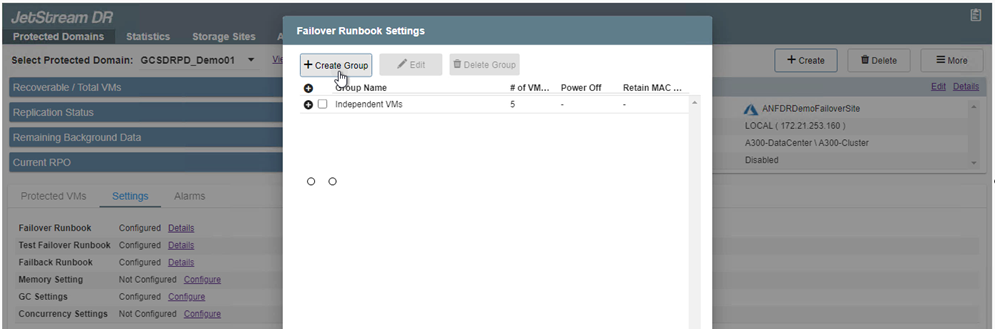 JetStream DR
Protected Domains Statistics Storage Sites
Select Protected Domain: GCSDRPD_Demo01
Create Delete More
Recoverable / Total VMs
Edit Details
Replication Status
Remaining Background Data
Current RPO
ANFDRDemoFailoverSite
LOCAL ( 172.21.253.160 )
A300-DataCenter \ A300-Cluster
Disabled
Protected VMs Settings Alarms
Failover Runbook Configured Details
Test Failover Runbook Configured Details
Failback Runbook Configured Details
Memory Setting Not Configured Configure
GC Settings Configured Configure
Concurrency Settings Not Configured Configure
Failover Runbook Settings
+ Create Group Edit Delete Group
Group Name # of VM... Power Off Retain MAC ...
Independent VMs 5 - -